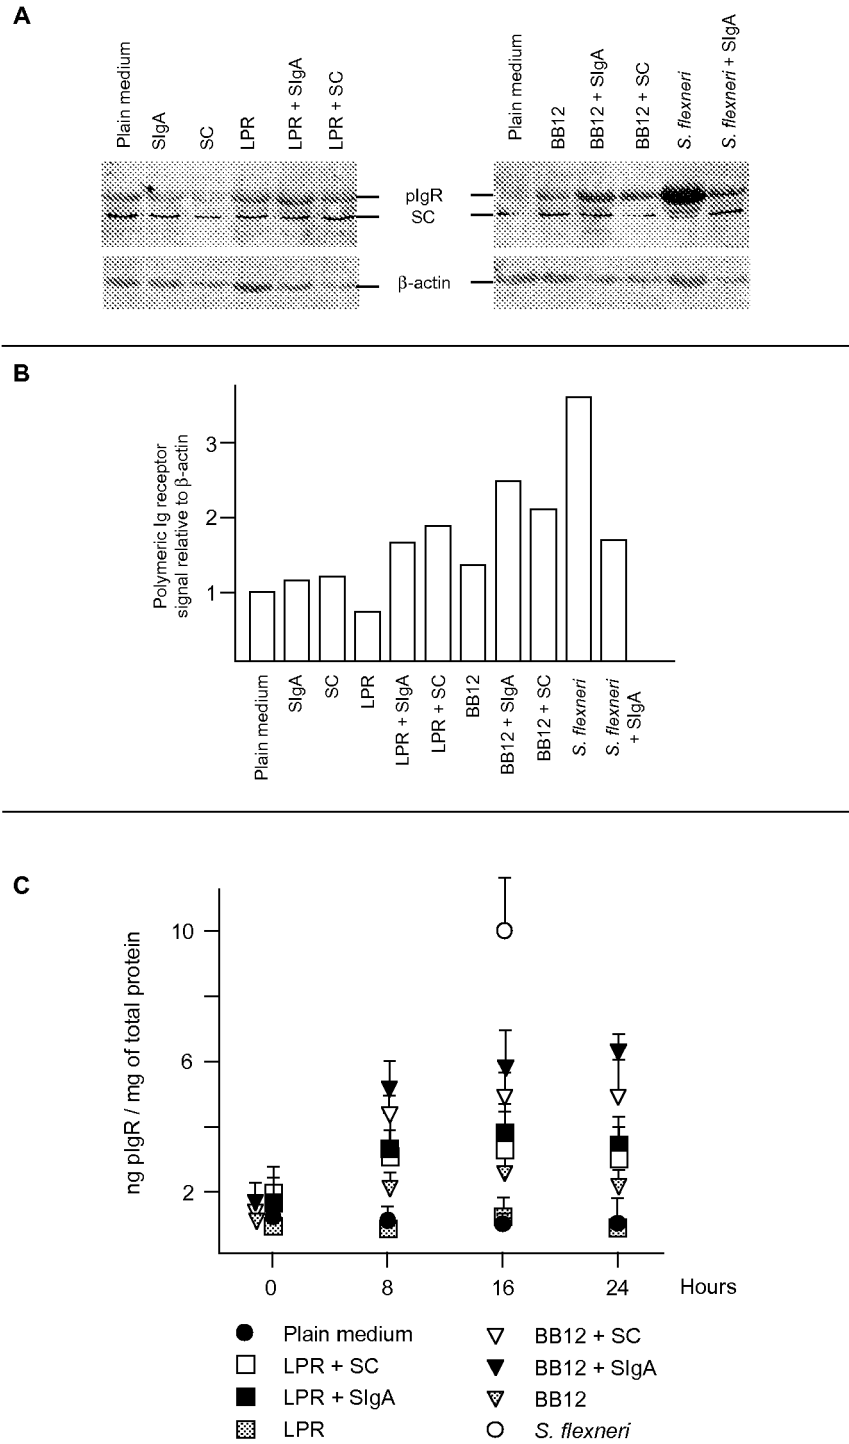 A
Plain medium
SIgA
SC
LPR
LPR + SIgA
LPR + SC
Plain medium
BB12
BB12 + SIgA
BB12 + SC
S. flexneri
S. flexneri + SIgA
pIgR
SC
β-actin
B
Polymeric Ig receptor
signal relative to β-actin
3
2
1
Plain medium
SIgA
SC
LPR
LPR + SIgA
LPR + SC
BB12
BB12 + SIgA
BB12 + SC
S. flexneri
S. flexneri
+ SIgA
C
ng pIgR / mg of total protein
10
6
2
0 8 16 24 Hours
Plain medium
LPR + SC
LPR + SIgA
LPR
BB12 + SC
BB12 + SIgA
BB12
S. flexneri